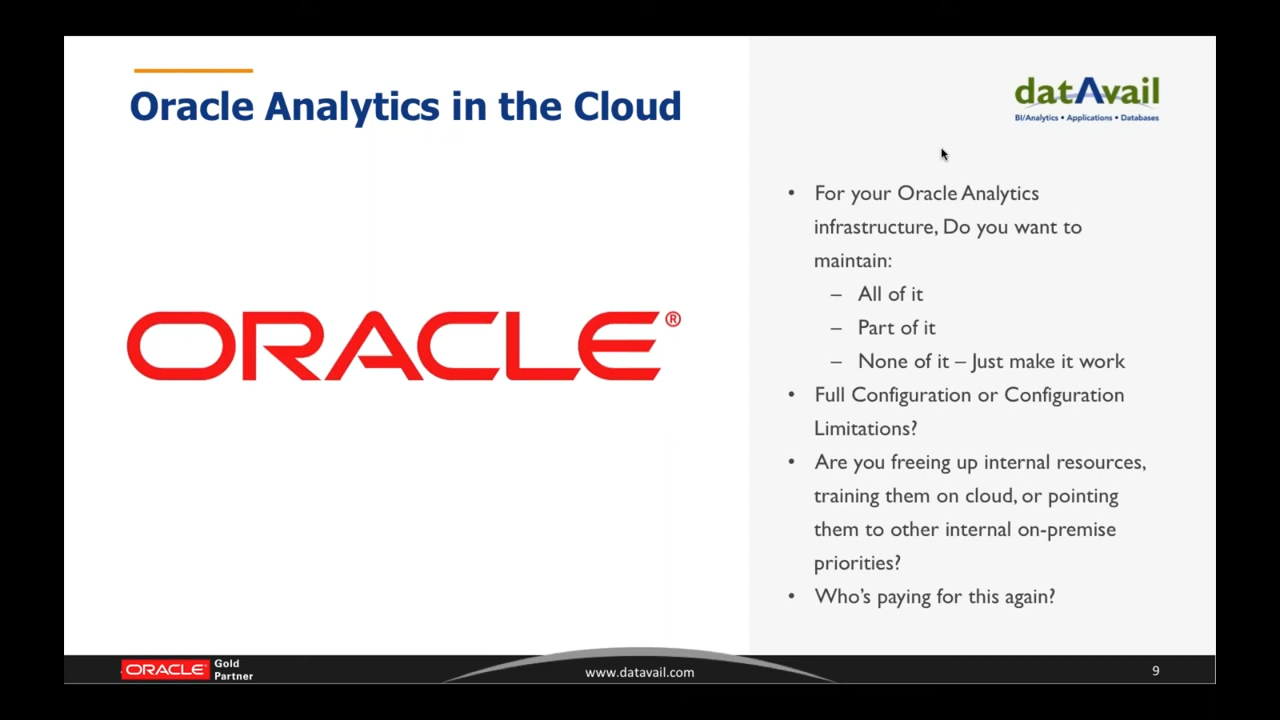 Oracle Analytics in the Cloud
datAvail
BI/Analytics • Applications • Databases
ORACLE®
• For your Oracle Analytics
infrastructure, Do you want to
maintain:
– All of it
– Part of it
– None of it – Just make it work
• Full Configuration or Configuration
Limitations?
• Are you freeing up internal resources,
training them on cloud, or pointing
them to other internal on-premise
priorities?
• Who's paying for this again?
ORACLE Gold
Partner
www.datavail.com
9